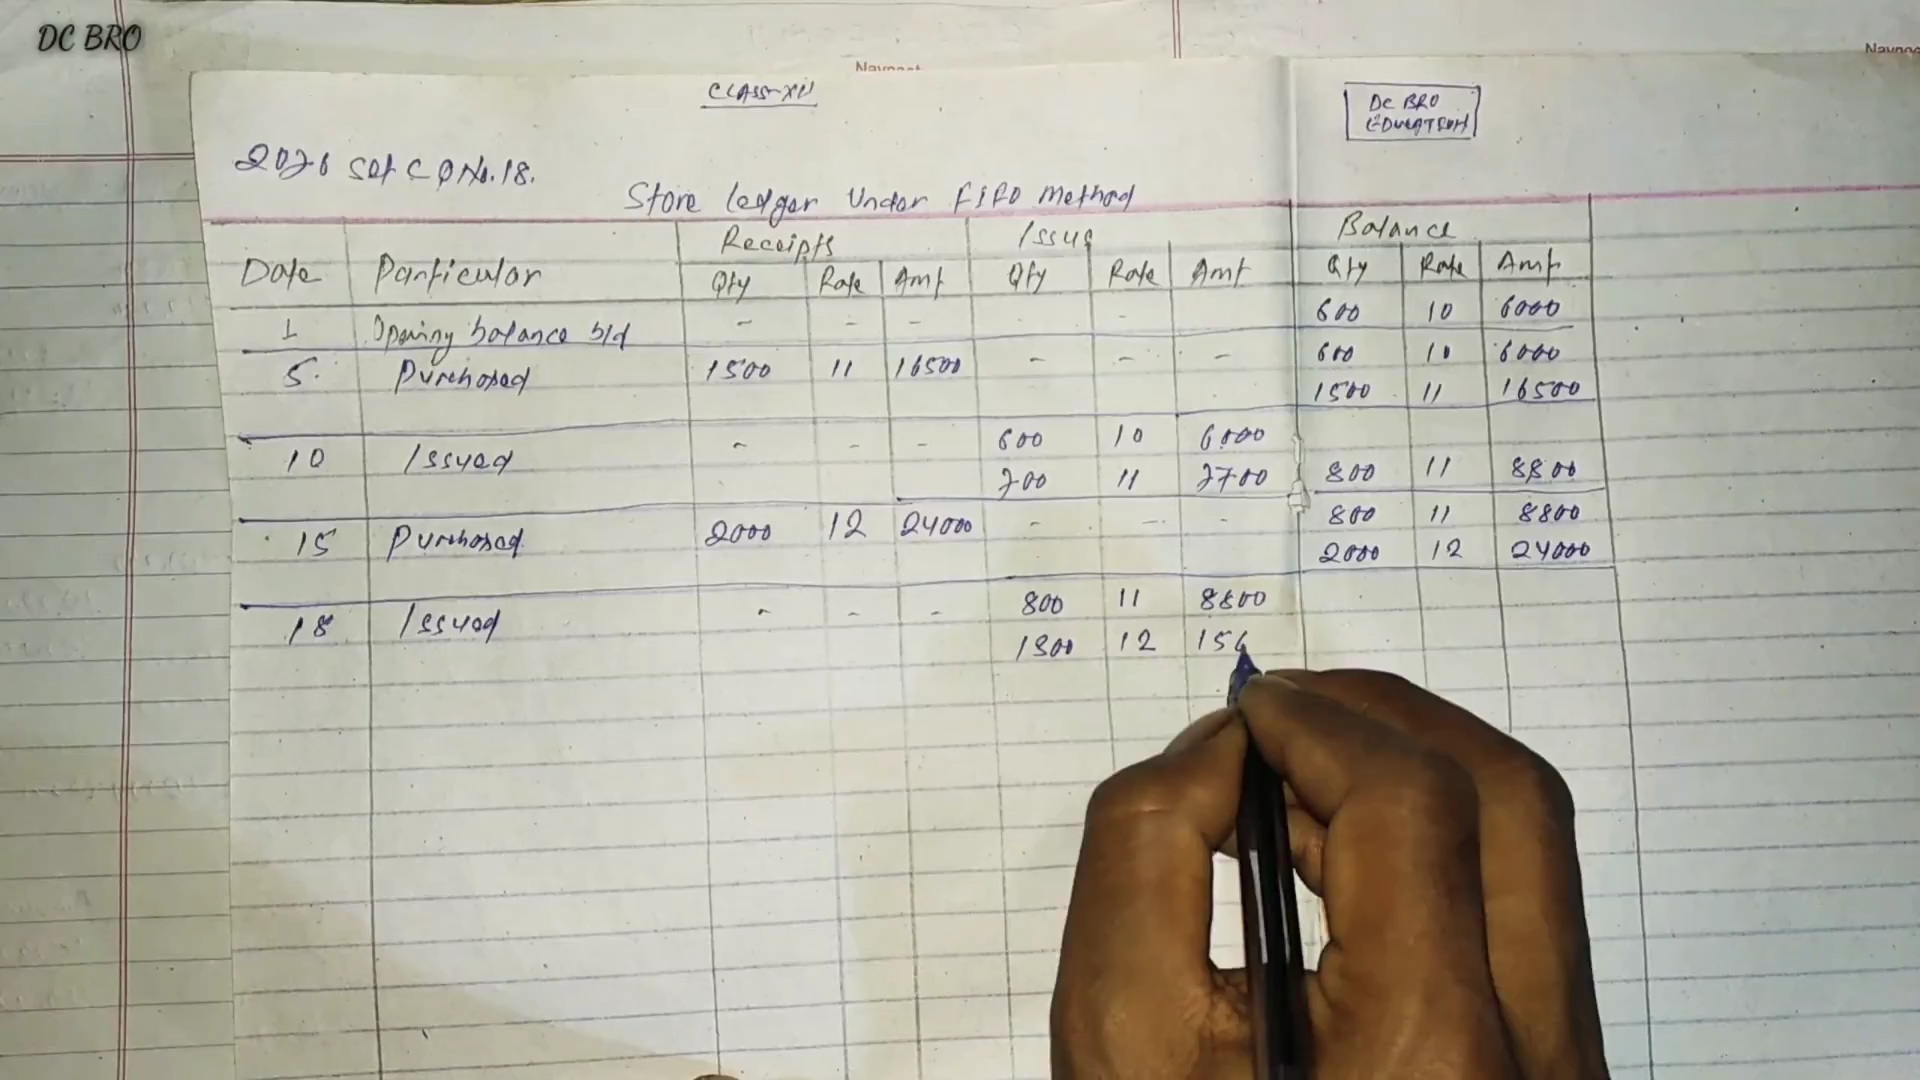 DC BRO
Navneet
CLASS-XII
DC BRO
EDUCATION
2076 Set C Q No. 18.
Store Ledger Under FIFO Method
Date Particular Receipts Issue Balance
Qty Rate Amt Qty Rate Amt Qty Rate Amt
1 Opening balance b/d - - - - - - 600 10 6000
5. Purchased 1500 11 16500 - - - 600 10 6000
1500 11 16500
10 Issued - - - 600 10 6000
700 11 7700 800 11 8800
15 Purchased 2000 12 24000 - - - 800 11 8800
2000 12 24000
18 Issued - - - 800 11 8800
1300 12 156